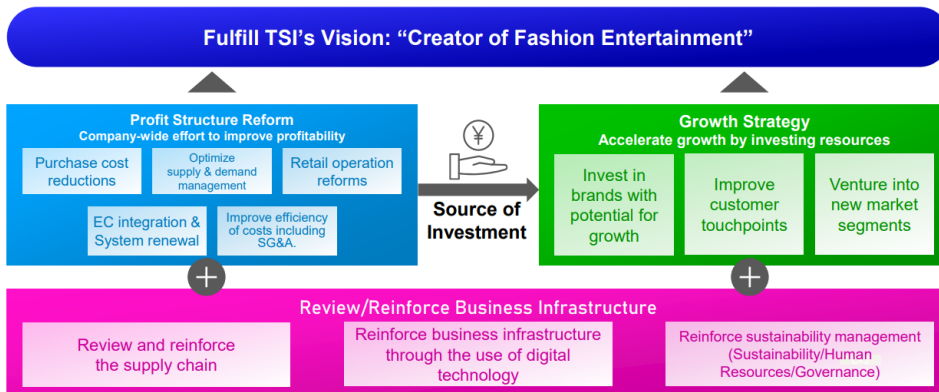 Fulfill TSI's Vision: “Creator of Fashion Entertainment”
Profit Structure Reform
Company-wide effort to improve profitability
Purchase cost
reductions
Optimize
supply & demand
management
Retail operation
reforms
EC integration &
System renewal
Improve efficiency
of costs including
SG&A.
¥
Source of
Investment
Growth Strategy
Accelerate growth by investing resources
Invest in
brands with
potential for
growth
Improve
customer
touchpoints
Venture into
new market
segments
+
+
Review/Reinforce Business Infrastructure
Review and reinforce
the supply chain
Reinforce business infrastructure
through the use of digital
technology
Reinforce sustainability management
(Sustainability/Human
Resources/Governance)